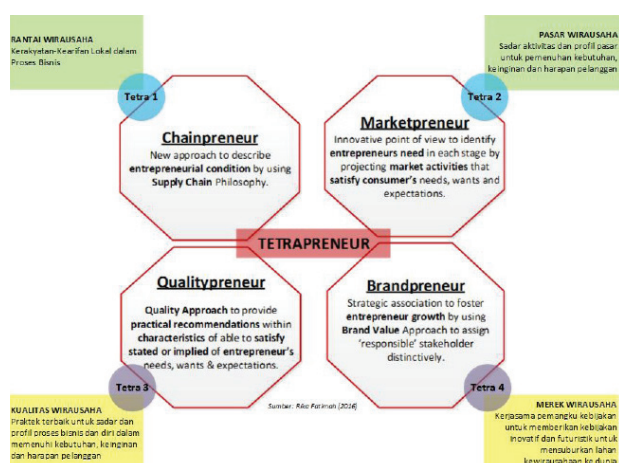 RANTAI WIRAUSAHA
Kerakyatan-Kearifan Lokal dalam
Proses Bisnis
Tetra 1
Chainpreneur
New approach to describe
entrepreneurial condition by using
Supply Chain Philosophy.
PASAR WIRAUSAHA
Sadar aktivitas dan profil pasar
untuk pemenuhan kebutuhan,
keinginan dan harapan pelanggan
Tetra 2
Marketpreneur
Innovative point of view to identify
entrepreneurs need in each stage by
projecting market activities that
satisfy consumer's needs, wants and
expectations.
TETRAPRENEUR
Qualitypreneur
Quality Approach to provide
practical recommendations within
characteristics of able to satisfy
stated or implied of entrepreneur's
needs, wants & expectations.
Tetra 3
KUALITAS WIRAUSAHA
Praktek terbaik untuk sadar dan
profil proses bisnis dan diri dalam
memenuhi kebutuhan, keinginan
dan harapan pelanggan
Brandpreneur
Strategic association to foster
entrepreneur growth by using
Brand Value Approach to assign
'responsible' stakeholder
distinctively.
Tetra 4
Sumber: Rika Fatimah (2016)
MEREK WIRAUSAHA
Kerjasama pemangku kebijakan
untuk memberikan kebijakan
inovatif dan futuristik untuk
mensuburkan lahan
kewirausahaan ke dunia